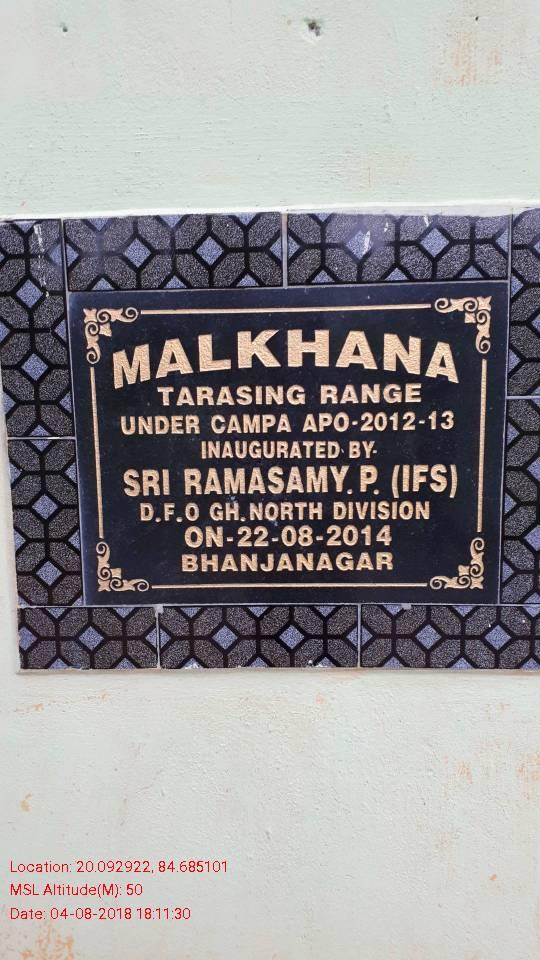 MALKHANA
TARASING RANGE
UNDER CAMPA APO-2012-13
INAUGURATED BY-
SRI RAMASAMY. P. (IFS)
D.F.O GH.NORTH DIVISION
ON-22-08-2014
BHANJANAGAR
Location: 20.092922, 84.685101
MSL Altitude(M): 50
Date: 04-08-2018 18:11:30